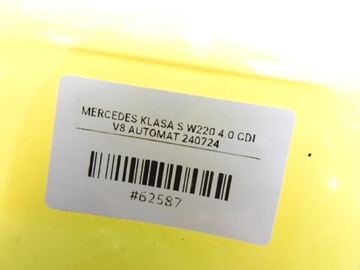 MERCEDES KLASA S W220 4.0 CDI
V8 AUTOMAT 240724
#62587